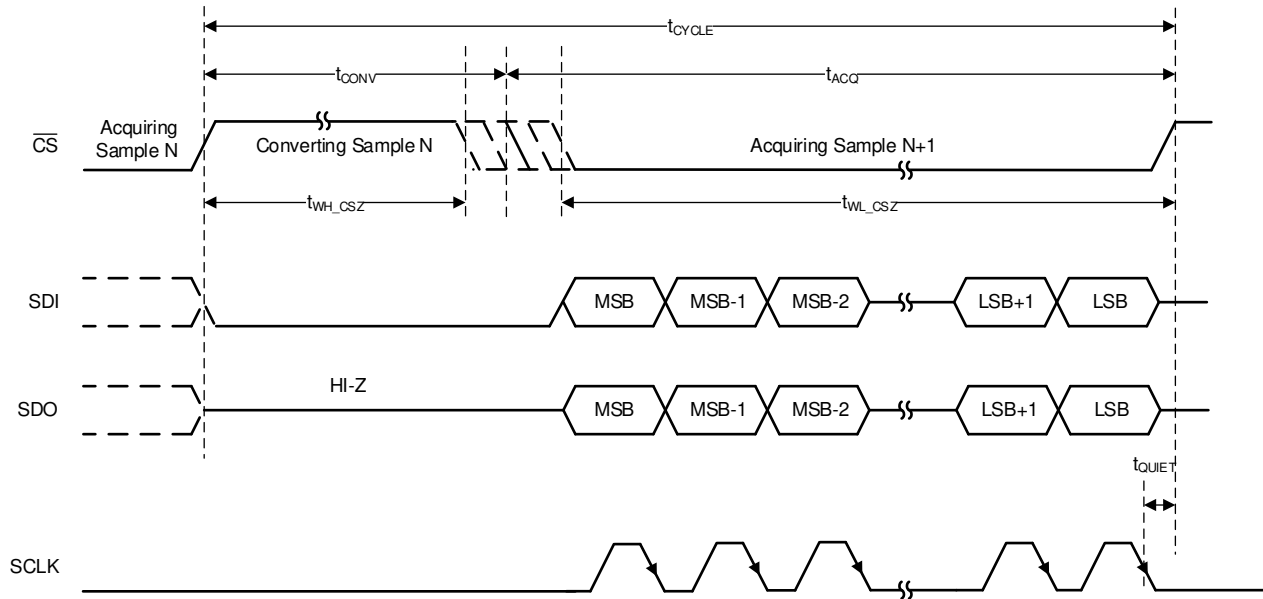 tCYCLE
tCONV
tACQ
CS
Acquiring
Sample N
Converting Sample N
Acquiring Sample N+1
tWH_CSZ
tWL_CSZ
SDI
MSB
MSB-1
MSB-2
LSB+1
LSB
HI-Z
SDO
MSB
MSB-1
MSB-2
LSB+1
LSB
tQUIET
SCLK